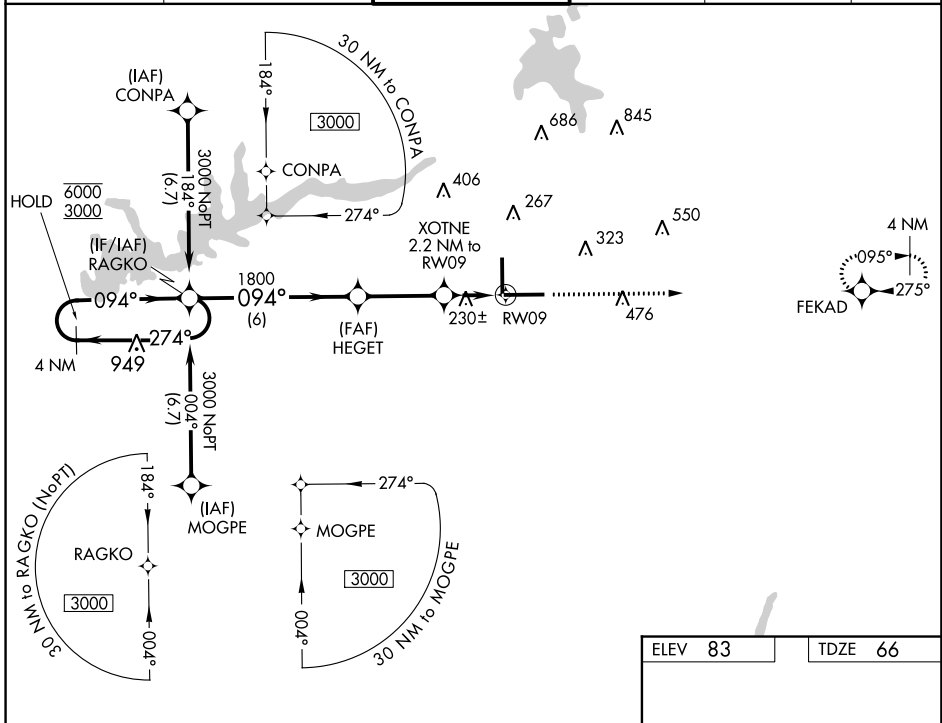 (IAF)
CONPA
184°
30 NM to CONPA
3000
CONPA
274°
3000 NoPT
184°
(6.7)
686
845
406
267
550
323
HOLD
6000
3000
(IF/IAF)
RAGKO
XOTNE
2.2 NM to
RW09
4 NM
095°
275°
FEKAD
094°
1800
094°
(6)
(FAF)
HEGET
230±
RW09
476
274°
949
4 NM
3000 NoPT
004°
(6.7)
(IAF)
MOGPE
30 NM to RAGKO (NoPT)
184°
RAGKO
3000
004°
274°
MOGPE
3000
004°
30 NM to MOGPE
ELEV 83
TDZE 66